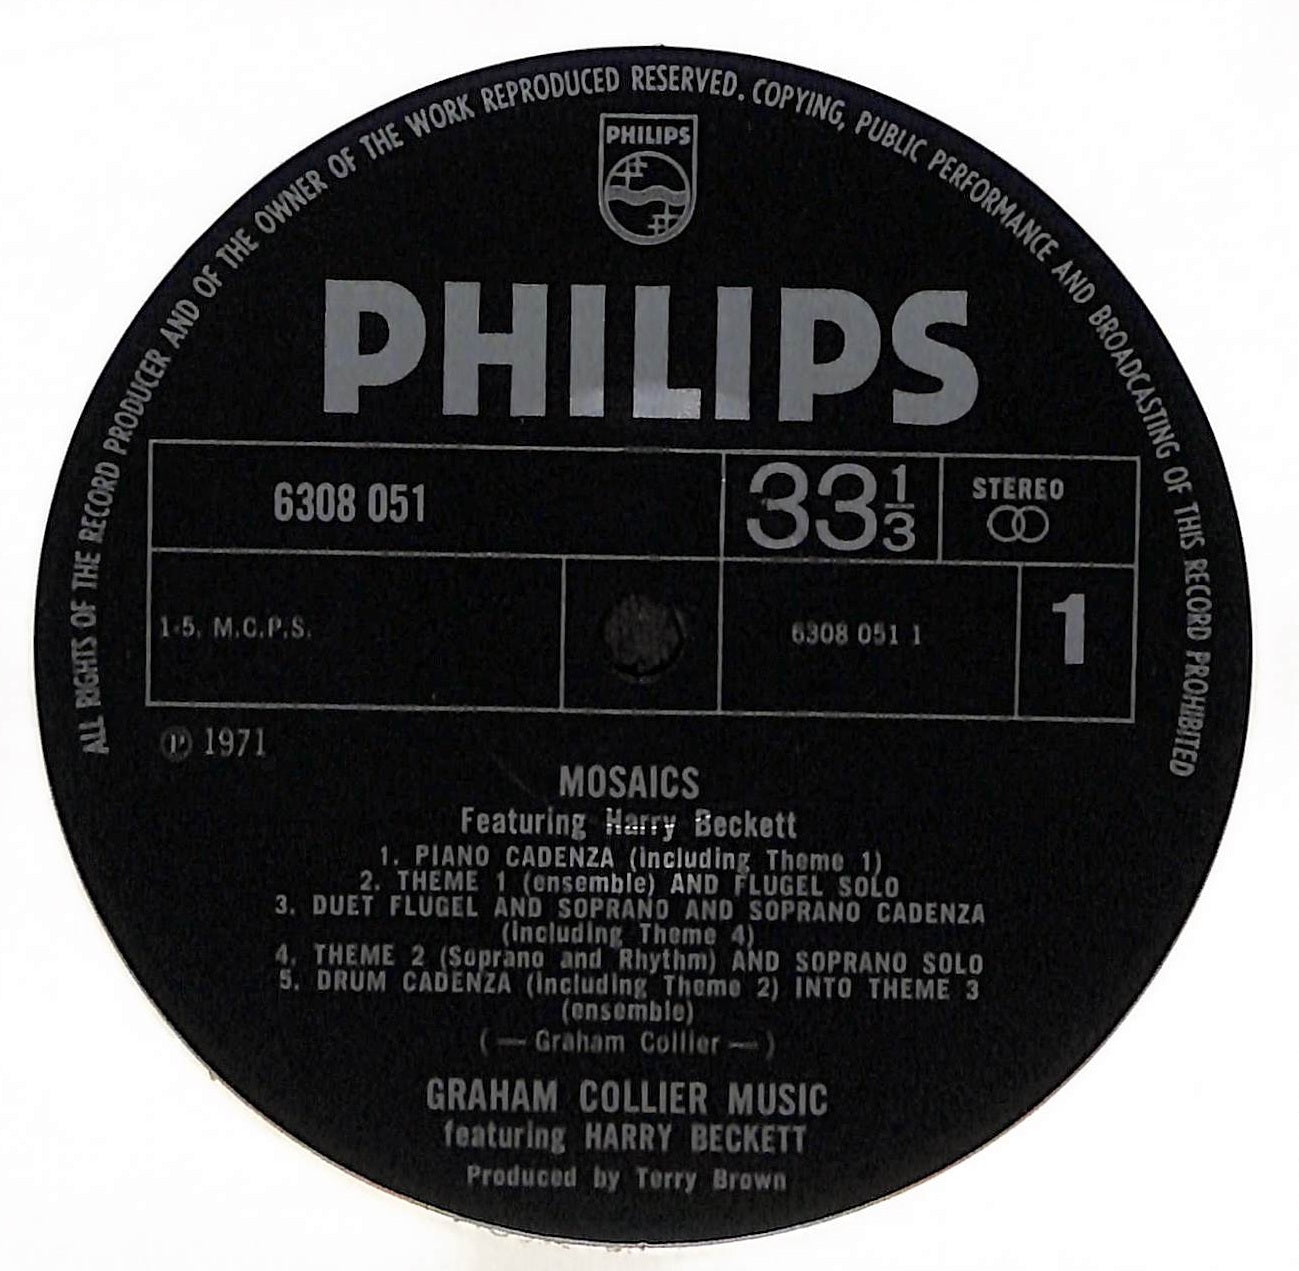 ALL RIGHTS OF THE RECORD PRODUCER AND OF THE OWNER OF THE WORK REPRODUCED RESERVED. COPYING, PUBLIC PERFORMANCE AND BROADCASTING OF THIS RECORD PROHIBITED
PHILIPS
PHILIPS
6308 051
33 1/3
STEREO
1-5. M.C.P.S.
6308 051 1
1
Ⓟ 1971
MOSAICS
Featuring Harry Beckett
1. PIANO CADENZA (including Theme 1)
2. THEME 1 (ensemble) AND FLUGEL SOLO
3. DUET FLUGEL AND SOPRANO AND SOPRANO CADENZA
(including Theme 4)
4. THEME 2 (Soprano and Rhythm) AND SOPRANO SOLO
5. DRUM CADENZA (including Theme 2) INTO THEME 3
(ensemble)
(— Graham Collier —)
GRAHAM COLLIER MUSIC
featuring HARRY BECKETT
Produced by Terry Brown